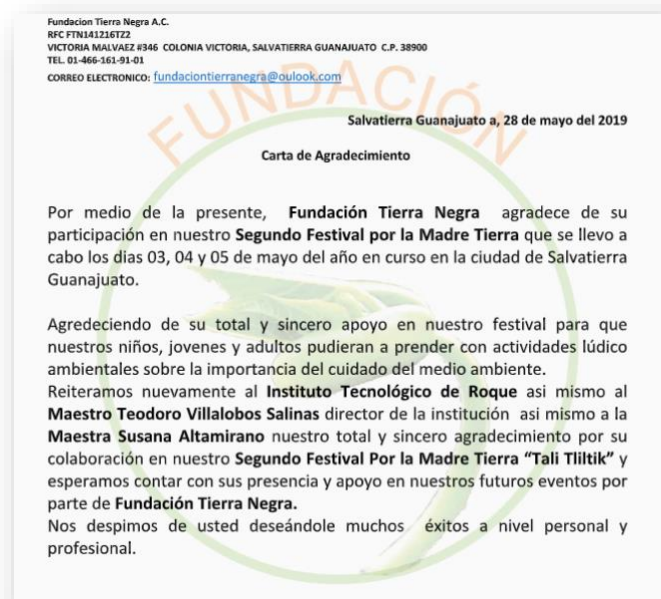 Fundacion Tierra Negra A.C.
RFC FTN141216TZ2
VICTORIA MALVAEZ #346 COLONIA VICTORIA, SALVATIERRA GUANAJUATO C.P. 38900
TEL. 01-466-161-91-01
CORREO ELECTRONICO: fundaciontierranegra@oulook.com
FUNDACIÓN
Salvatierra Guanajuato a, 28 de mayo del 2019
Carta de Agradecimiento
Por medio de la presente, Fundación Tierra Negra agradece de su
participación en nuestro Segundo Festival por la Madre Tierra que se llevo a
cabo los dias 03, 04 y 05 de mayo del año en curso en la ciudad de Salvatierra
Guanajuato.
Agredeciendo de su total y sincero apoyo en nuestro festival para que
nuestros niños, jovenes y adultos pudieran a prender con actividades lúdico
ambientales sobre la importancia del cuidado del medio ambiente.
Reiteramos nuevamente al Instituto Tecnológico de Roque asi mismo al
Maestro Teodoro Villalobos Salinas director de la institución asi mismo a la
Maestra Susana Altamirano nuestro total y sincero agradecimiento por su
colaboración en nuestro Segundo Festival Por la Madre Tierra “Tali Tliltik” y
esperamos contar con sus presencia y apoyo en nuestros futuros eventos por
parte de Fundación Tierra Negra.
Nos despimos de usted deseándole muchos éxitos a nivel personal y
profesional.